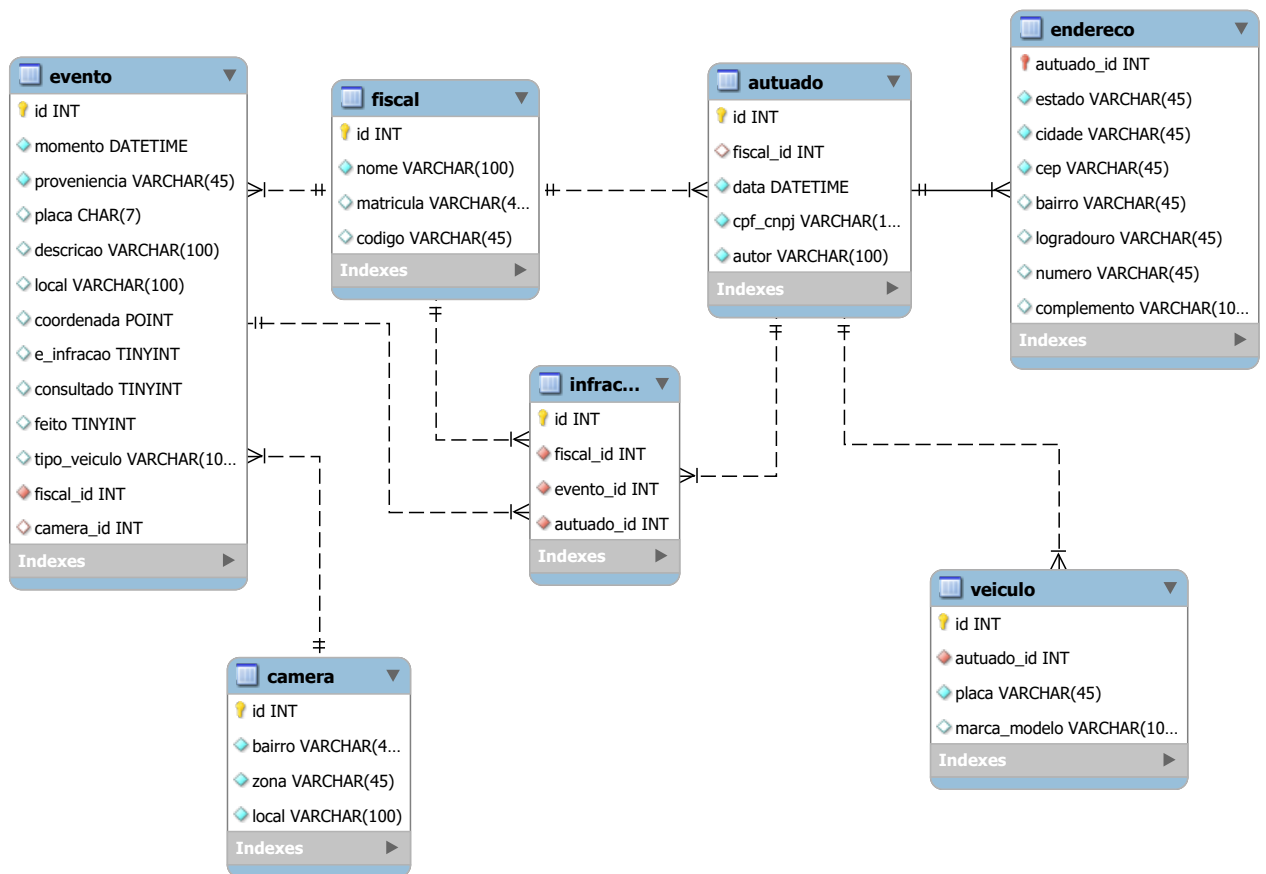 evento
id INT
momento DATETIME
proveniencia VARCHAR(45)
placa CHAR(7)
descricao VARCHAR(100)
local VARCHAR(100)
coordenada POINT
e_infracao TINYINT
consultado TINYINT
feito TINYINT
tipo_veiculo VARCHAR(10...
fiscal_id INT
camera_id INT
Indexes
fiscal
id INT
nome VARCHAR(100)
matricula VARCHAR(4...
codigo VARCHAR(45)
Indexes
autuado
id INT
fiscal_id INT
data DATETIME
cpf_cnpj VARCHAR(1...
autor VARCHAR(100)
Indexes
endereco
autuado_id INT
estado VARCHAR(45)
cidade VARCHAR(45)
cep VARCHAR(45)
bairro VARCHAR(45)
logradouro VARCHAR(45)
numero VARCHAR(45)
complemento VARCHAR(10...
Indexes
infrac...
id INT
fiscal_id INT
evento_id INT
autuado_id INT
Indexes
camera
id INT
bairro VARCHAR(4...
zona VARCHAR(45)
local VARCHAR(100)
Indexes
veiculo
id INT
autuado_id INT
placa VARCHAR(45)
marca_modelo VARCHAR(10...
Indexes